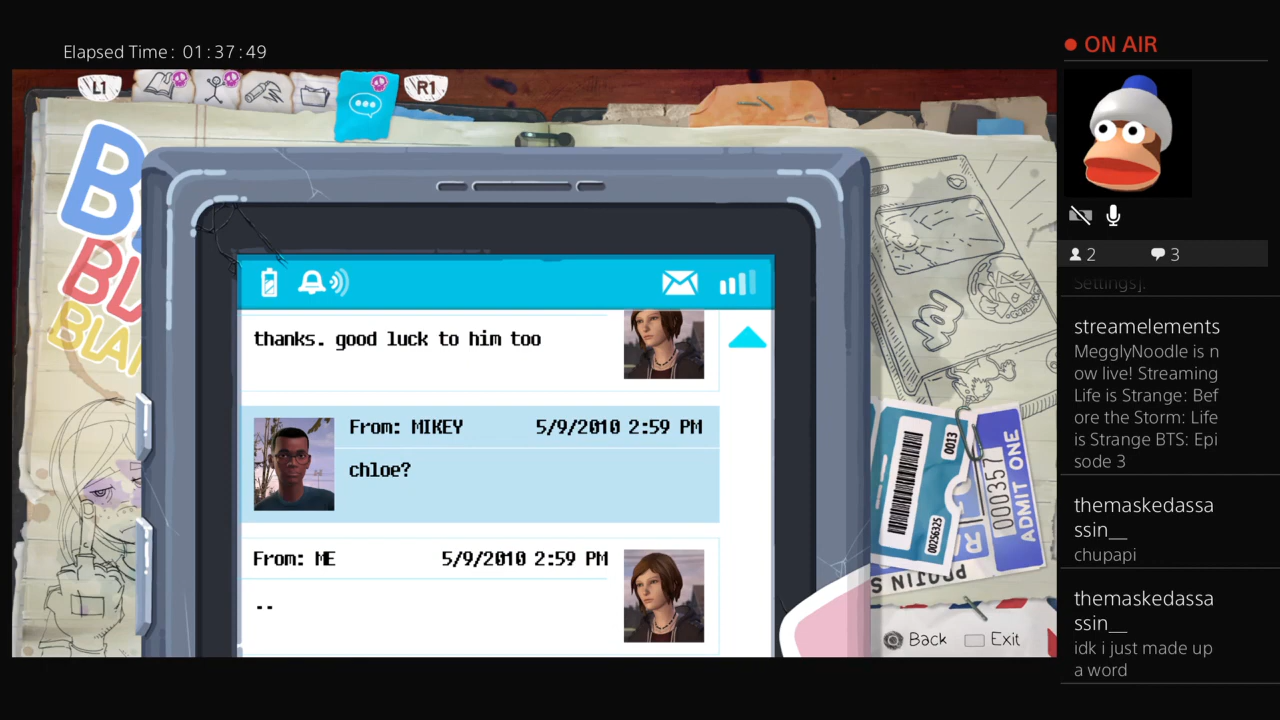 Elapsed Time: 01:37:49
ON AIR
L1
R1
2
3
Settings].
streamelements
MegglyNoodle is n
ow live! Streaming
Life is Strange: Bef
ore the Storm: Life
is Strange BTS: Epi
sode 3
themaskedassa
ssin__
chupapi
themaskedassa
ssin__
idk i just made up
a word
thanks. good luck to him too
From: MIKEY 5/9/2010 2:59 PM
chloe?
From: ME 5/9/2010 2:59 PM
--
0013
00256325
000357
ADMIT ONE
Back
Exit